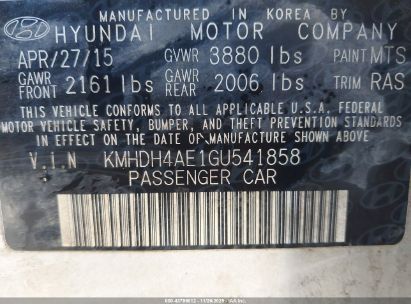 MANUFACTURED IN KOREA BY
HYUNDAI MOTOR COMPANY
APR/27/15 GVWR 3880 lbs PAINT MTS
GAWR FRONT 2161 lbs GAWR REAR 2006 lbs TRIM RAS
THIS VEHICLE CONFORMS TO ALL APPLICABLE U.S.A. FEDERAL
MOTOR VEHICLE SAFETY, BUMPER, AND THEFT PREVENTION STANDARDS
IN EFFECT ON THE DATE OF MANUFACTURE SHOWN ABOVE.
V.I.N KMHDH4AE1GU541858
PASSENGER CAR